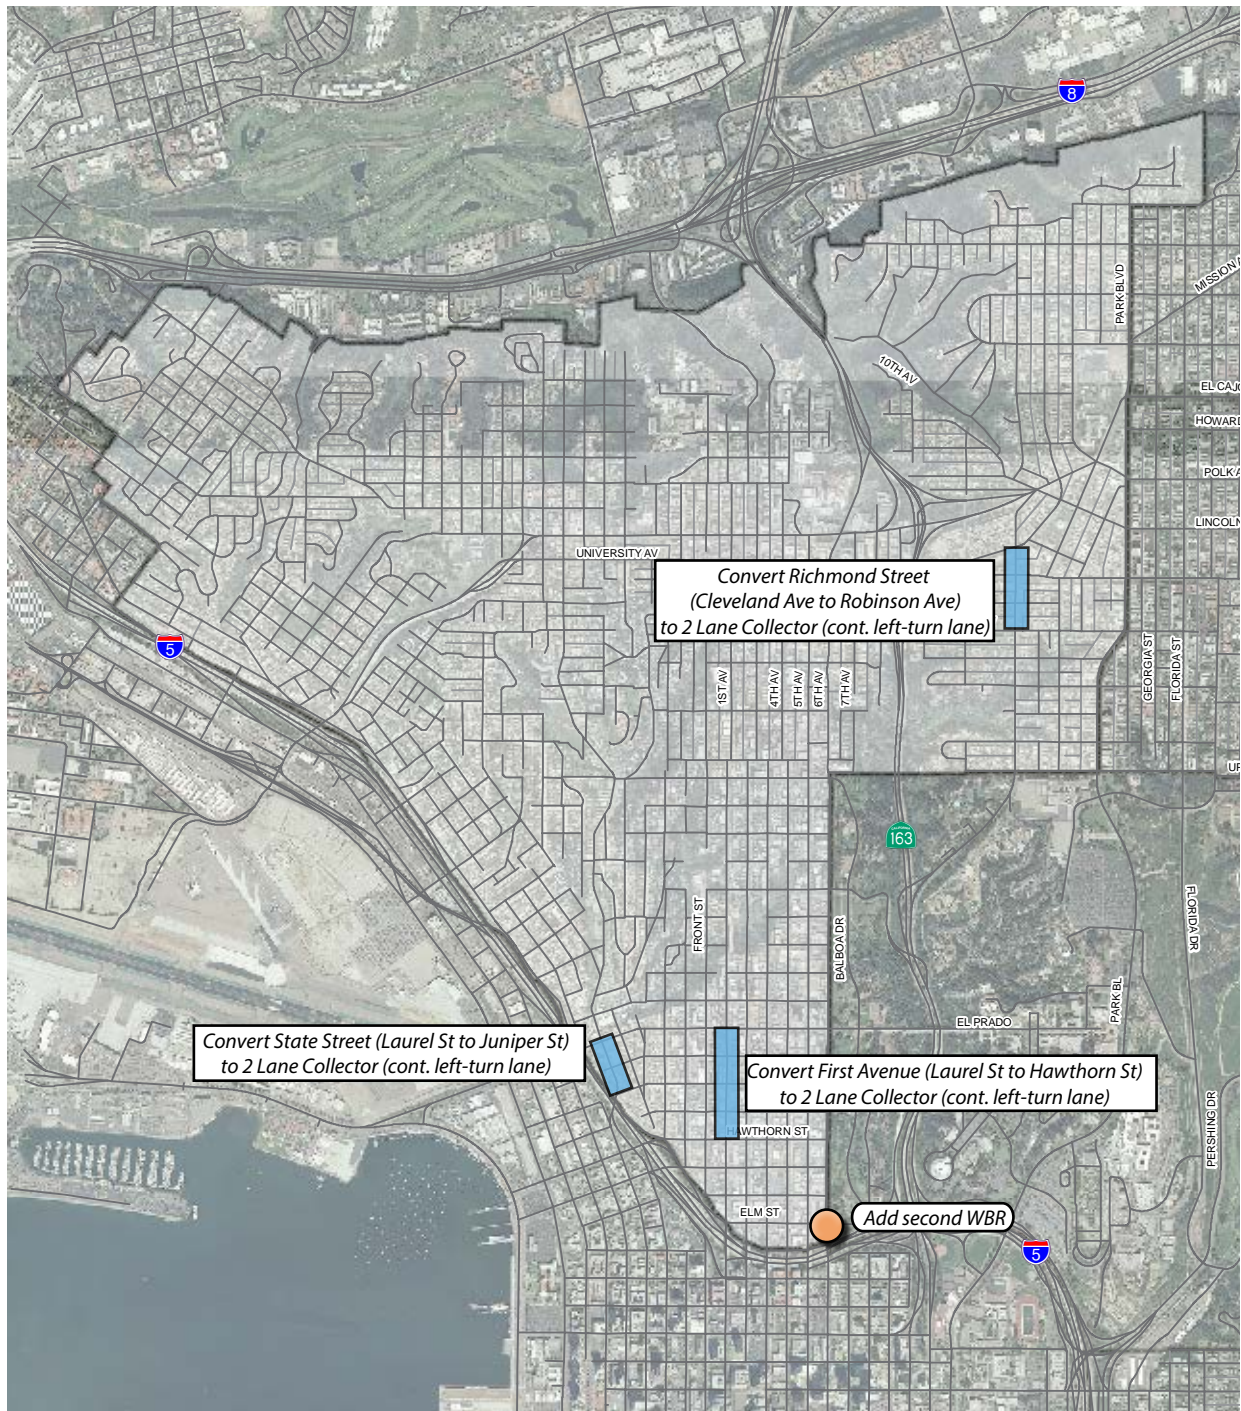 8
PARK BLVD
MISSION A
10TH AV
EL CAJO
HOWARD
POLK A
LINCOLN
UNIVERSITY AV
Convert Richmond Street
(Cleveland Ave to Robinson Ave)
to 2 Lane Collector (cont. left-turn lane)
5
1ST AV
4TH AV
5TH AV
6TH AV
7TH AV
GEORGIA ST
FLORIDA ST
UP
CALIFORNIA
163
FRONT ST
BALBOA DR
FLORIDA DR
PARK BL
EL PRADO
Convert State Street (Laurel St to Juniper St)
to 2 Lane Collector (cont. left-turn lane)
Convert First Avenue (Laurel St to Hawthorn St)
to 2 Lane Collector (cont. left-turn lane)
HAWTHORN ST
PERSHING DR
ELM ST
Add second WBR
5